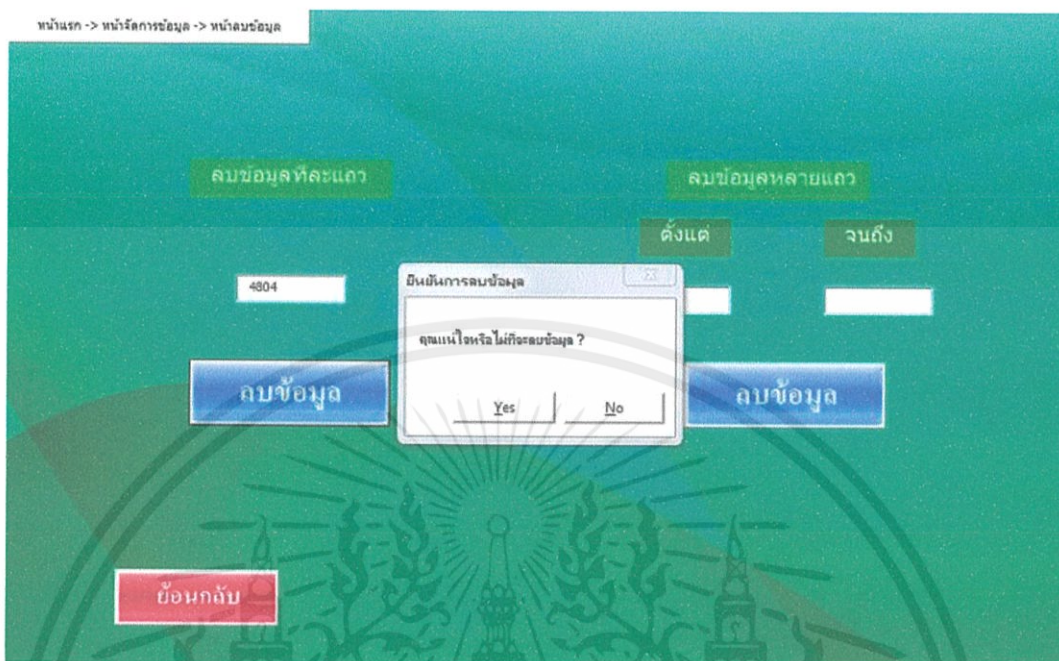 หน้าแรก -> หน้าจัดการข้อมูล -> หน้าลบข้อมูล
ลบข้อมูลทีละแถว
ลบข้อมูลหลายแถว
ตั้งแต่
จนถึง
4804
ยืนยันการลบข้อมูล
คุณแน่ใจหรือไม่ที่จะลบข้อมูล ?
Yes
No
ลบข้อมูล
ลบข้อมูล
ย้อนกลับ